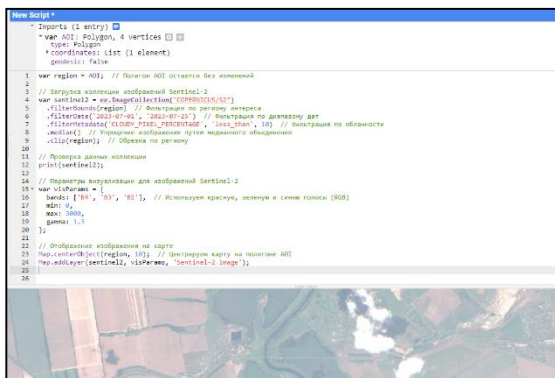 New Script *
Imports (1 entry)
var AOI: Polygon, 4 vertices
type: Polygon
coordinates: List (1 element)
geodesic: false
1 var region = AOI; // Полигон AOI остается без изменений
2
3 // Загрузка коллекции изображений Sentinel-2
4 var sentinel2 = ee.ImageCollection("COPERNICUS/S2")
5 .filterBounds(region) // Фильтрация по региону интереса
6 .filterDate('2023-07-01', '2023-07-25') // Фильтрация по диапазону дат
7 .filterMetadata('CLOUDY_PIXEL_PERCENTAGE', 'less_than', 10) // Фильтрация по облачности
8 .median() // Упрощение изображения путем медианного объединения
9 .clip(region); // Обрезка по региону
10
11 // Проверка данных коллекции
12 print(sentinel2);
13
14 // Параметры визуализации для изображений Sentinel-2
15 var visParams = {
16 bands: ['B4', 'B3', 'B2'], // Используем красную, зеленую и синюю полосы (RGB)
17 min: 0,
18 max: 3000,
19 gamma: 1.3
20 };
21
22 // Отображение изображения на карте
23 Map.centerObject(region, 10); // Центрируем карту на полигоне AOI
24 Map.addLayer(sentinel2, visParams, 'Sentinel-2 Image');
25
26